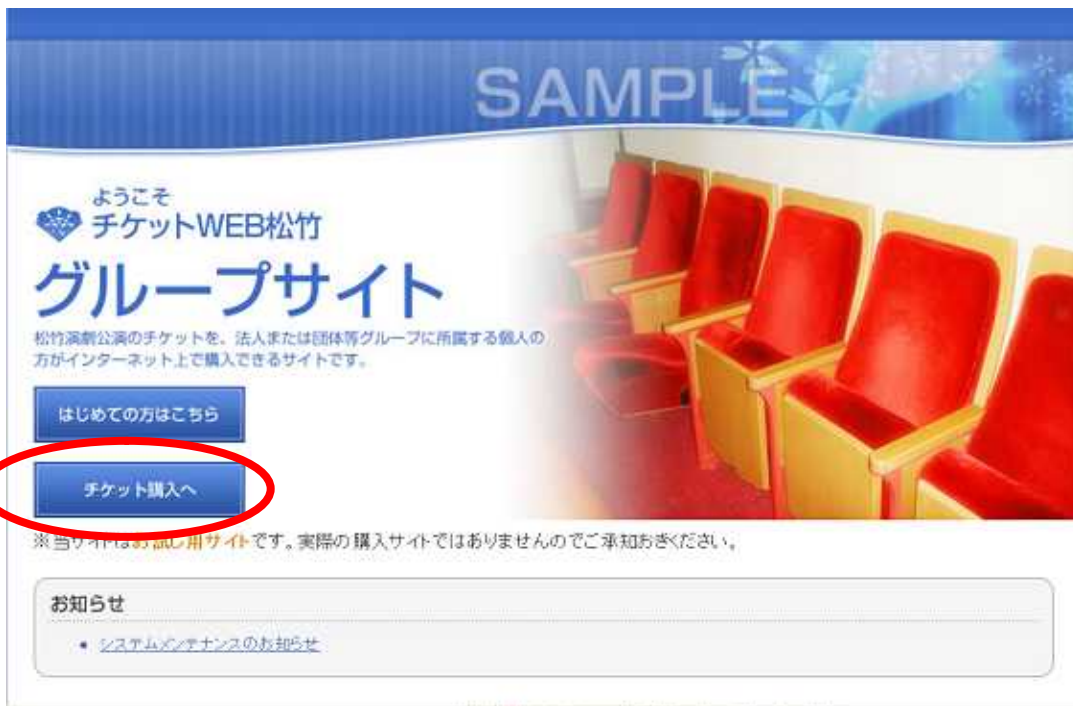 SAMPLE
ようこそ
チケットWEB松竹
グループサイト
松竹演劇公演のチケットを、法人または団体等グループに所属する個人の
方がインターネット上で購入できるサイトです。
はじめての方はこちら
チケット購入へ
※当サイトはお試し用サイトです。実際の購入サイトではありませんのでご承知おきください。
お知らせ
システムメンテナンスのお知らせ